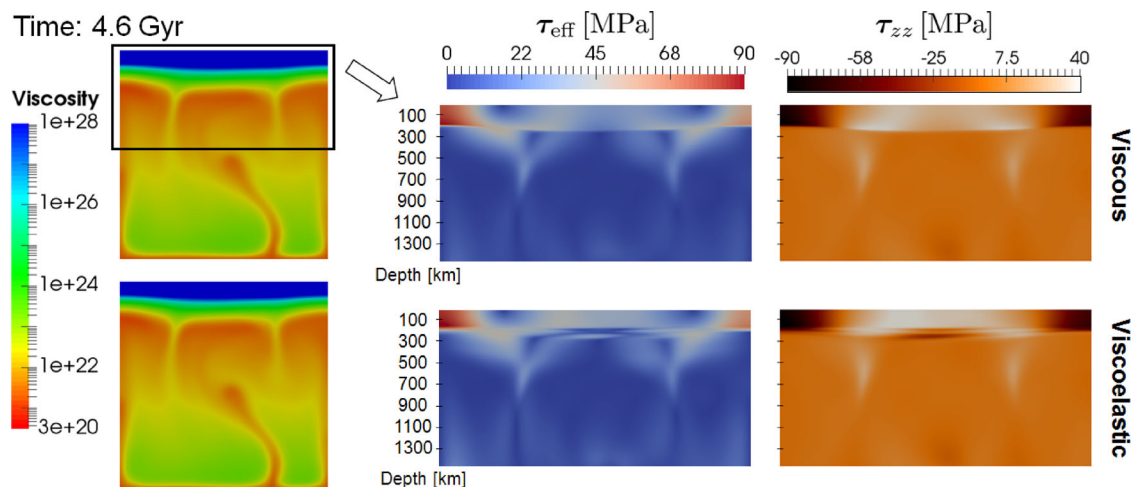 Time: 4.6 Gyr
Viscosity
1e+28
1e+26
1e+24
1e+22
3e+20
τeff [MPa]
0 22 45 68 90
τzz [MPa]
-90 -58 -25 7.5 40
100
300
500
700
900
1100
1300
Depth [km]
Viscous
100
300
500
700
900
1100
1300
Depth [km]
Viscoelastic